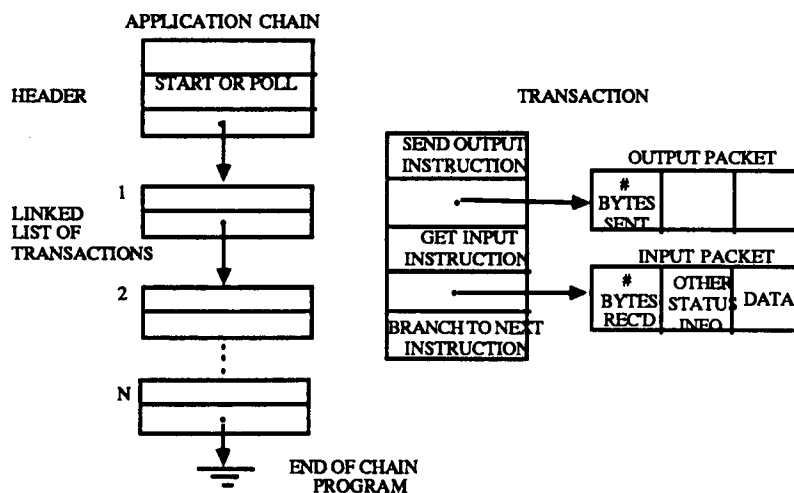 APPLICATION CHAIN
HEADER
START OR POLL
1
LINKED
LIST OF
TRANSACTIONS
2
N
END OF CHAIN
PROGRAM
TRANSACTION
SEND OUTPUT
INSTRUCTION
GET INPUT
INSTRUCTION
BRANCH TO NEXT
INSTRUCTION
OUTPUT PACKET
#
BYTES
SENT
INPUT PACKET
#
BYTES
REC'D
OTHER
STATUS
INFO
DATA